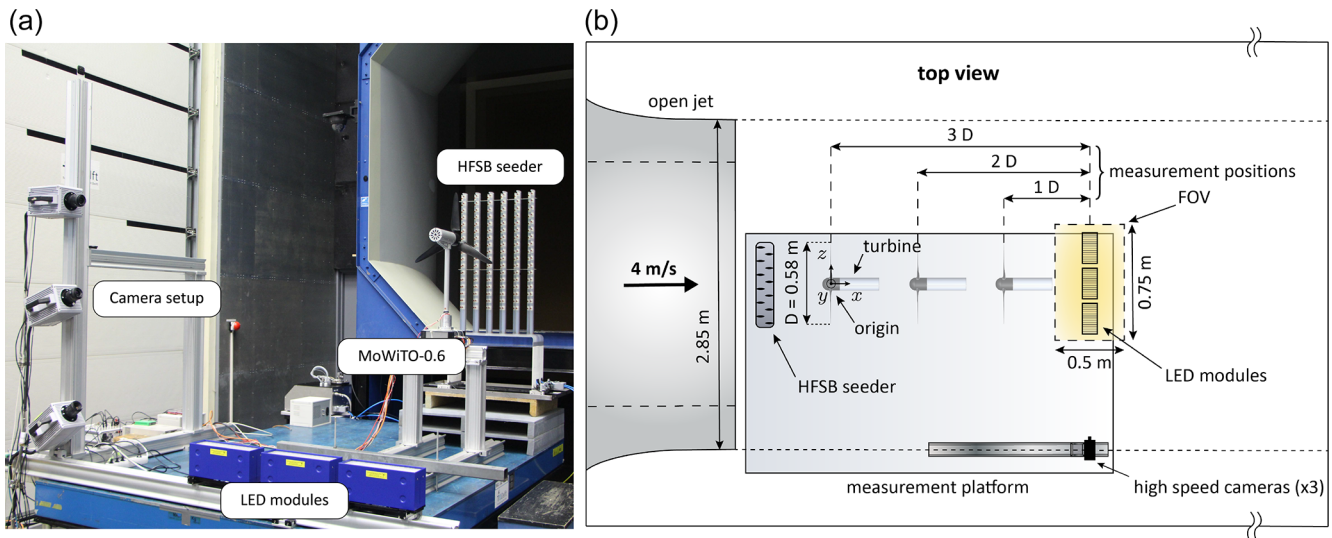 (a)
HFSB seeder
Camera setup
MoWiTO-0.6
LED modules
(b)
top view
open jet
3 D
2 D
1 D
measurement positions
FOV
4 m/s
2.85 m
D = 0.58 m
z
y
x
turbine
origin
0.75 m
0.5 m
HFSB seeder
LED modules
measurement platform
high speed cameras (x3)